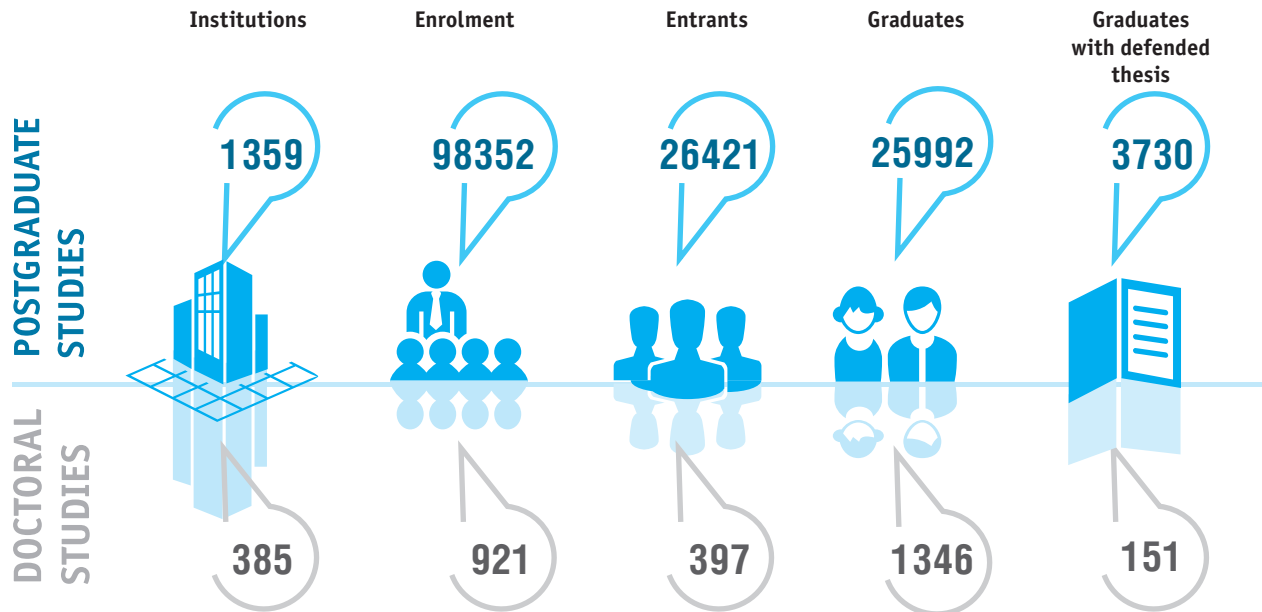 Institutions
Enrolment
Entrants
Graduates
Graduates
with defended
thesis
POSTGRADUATE
STUDIES
1359
98352
26421
25992
3730
DOCTORAL
STUDIES
385
921
397
1346
151